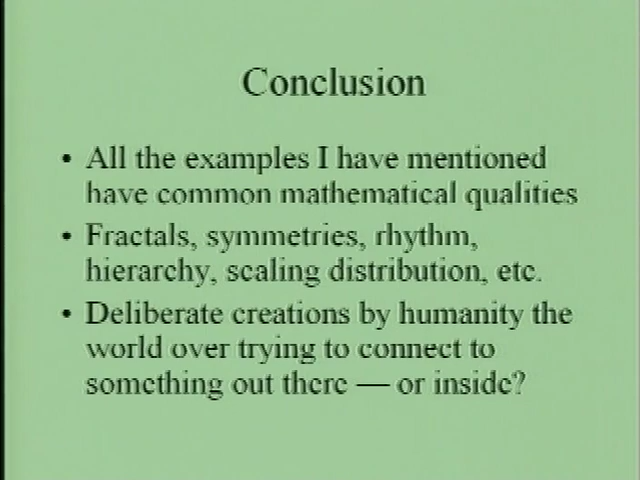 Conclusion
• All the examples I have mentioned
have common mathematical qualities
• Fractals, symmetries, rhythm,
hierarchy, scaling distribution, etc.
• Deliberate creations by humanity the
world over trying to connect to
something out there — or inside?